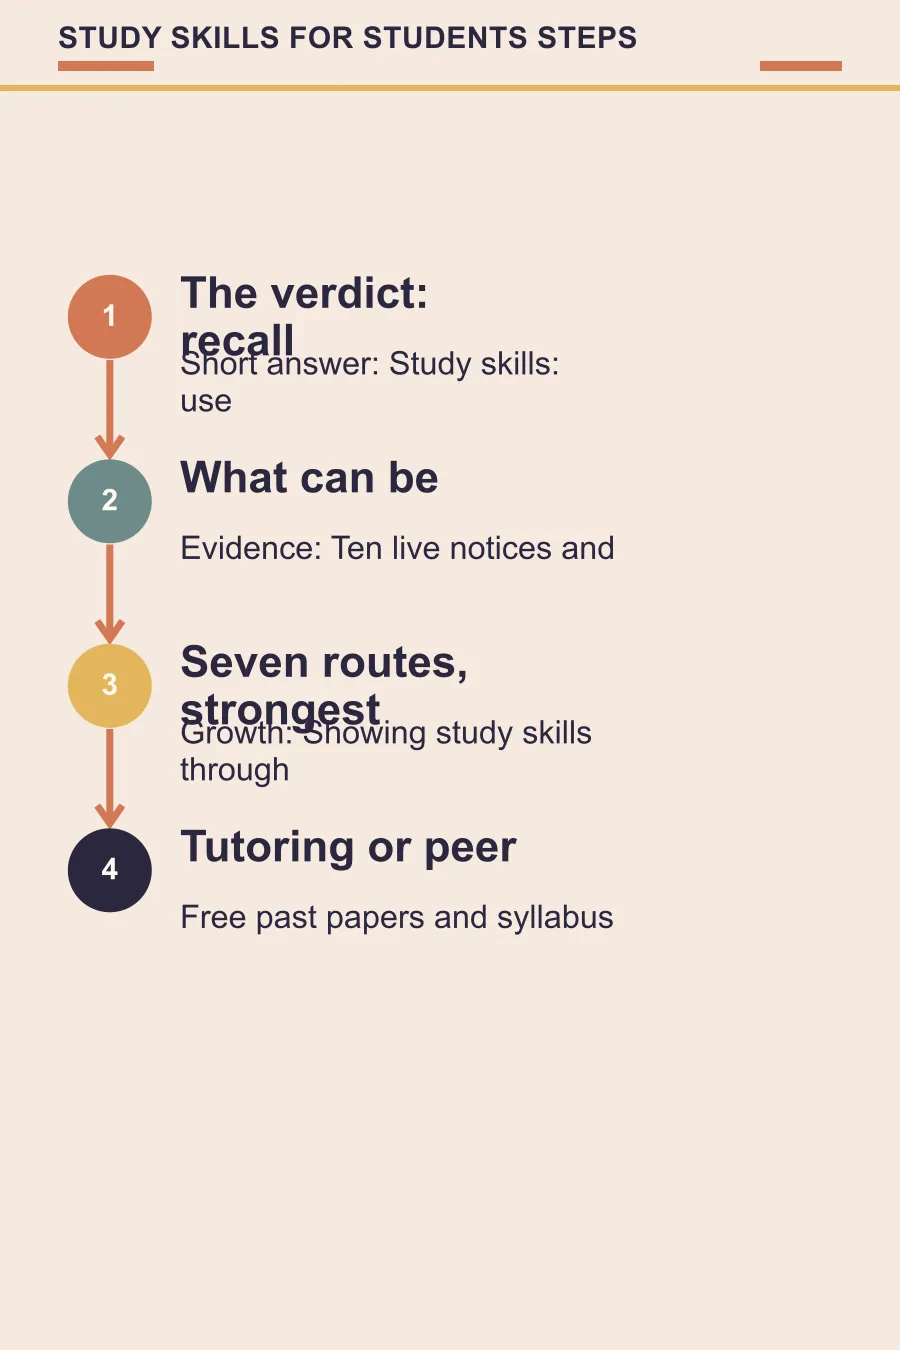 STUDY SKILLS FOR STUDENTS STEPS
1
The verdict:
recall
Short answer: Study skills:
use
2
What can be
Evidence: Ten live notices and
3
Seven routes,
strongest
Growth: Showing study skills
through
4
Tutoring or peer
Free past papers and syllabus